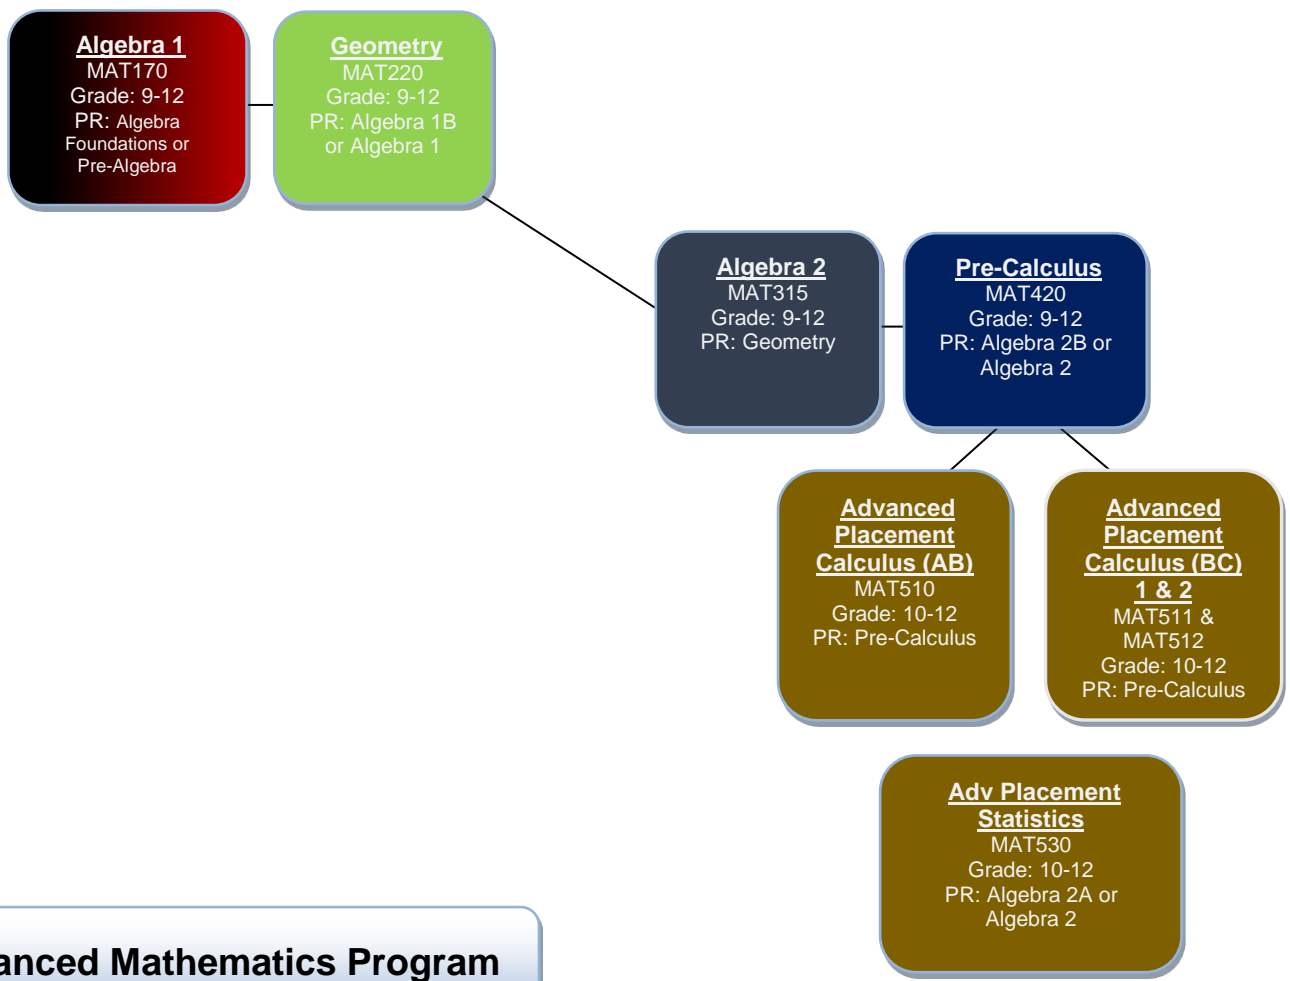 Algebra 1
MAT170
Grade: 9-12
PR: Algebra
Foundations or
Pre-Algebra
Geometry
MAT220
Grade: 9-12
PR: Algebra 1B
or Algebra 1
Algebra 2
MAT315
Grade: 9-12
PR: Geometry
Pre-Calculus
MAT420
Grade: 9-12
PR: Algebra 2B or
Algebra 2
Advanced
Placement
Calculus (AB)
MAT510
Grade: 10-12
PR: Pre-Calculus
Advanced
Placement
Calculus (BC)
1 & 2
MAT511 &
MAT512
Grade: 10-12
PR: Pre-Calculus
Adv Placement
Statistics
MAT530
Grade: 10-12
PR: Algebra 2A or
Algebra 2
anced Mathematics Program